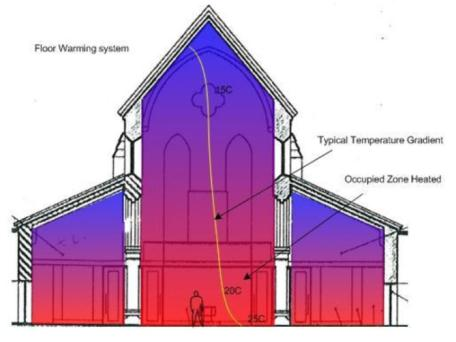 Floor Warming system
15C
Typical Temperature Gradient
Occupied Zone Heated
20C
25C